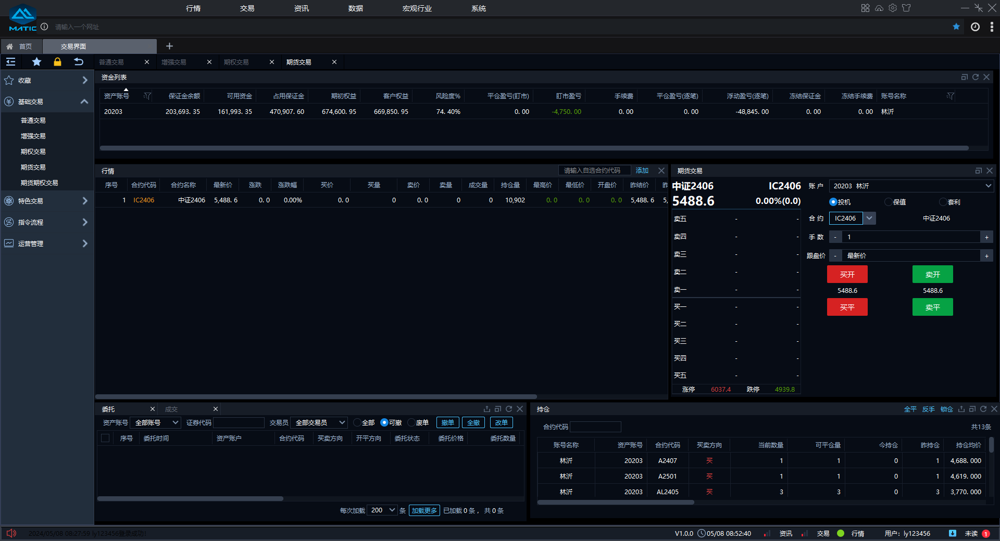 行情 交易 资讯 数据 宏观行业 系统
MATIC
请输入一个网址
首页 交易界面
普通交易 增强交易 期权交易 期货交易
收藏
基础交易
普通交易
增强交易
期权交易
期货交易
期货期权交易
特色交易
指令流程
运营管理
资金列表
资产账号 保证金余额 可用资金 占用保证金 期初权益 客户权益 风险度% 平仓盈亏(盯市) 盯市盈亏 手续费 平仓盈亏(逐笔) 浮动盈亏(逐笔) 冻结保证金 冻结手续费 账号名称
20203 203,693.35 161,993.35 470,907.60 674,600.95 669,850.95 74.40% 0.00 -4,750.00 0.00 0.00 -48,845.00 0.00 0.00 林沂
行情 请输入自选合约代码 添加
序号 合约代码 合约名称 最新价 涨跌 涨跌幅 买价 买量 卖价 卖量 成交量 持仓量 最高价 最低价 开盘价 昨结价 昨
1 IC2406 中证2406 5,488.6 0.0 0.00% 0.0 0 0.0 0 0 10,902 0.0 0.0 0.0 5,488.6 5,
期货交易
中证2406 IC2406
5488.6 0.00%(0.0)
卖五 - -
卖四 - -
卖三 - -
卖二 - -
卖一 - -
买一 - -
买二 - -
买三 - -
买四 - -
买五 - -
涨停 6037.4 跌停 4939.8
账户 20203 林沂
投机 保值 套利
合约 IC2406 中证2406
手数 - 1 +
跟盘价 - 最新价 +
买开 卖开
5488.6 5488.6
买平 卖平
委托 成交
资产账号 全部账号 证券代码 交易员 全部交易员 全部 可撤 废单 撤单 全撤 改单
序号 委托时间 资产账户 合约代码 买卖方向 开平方向 委托状态 委托价格 委托数量
每次加载 200 条 加载更多 已加载 0 条， 共 0 条
持仓 全平 反手 锁仓
合约代码 共13条
账号名称 资产账号 合约代码 买卖方向 当前数量 可平仓量 今持仓 昨持仓 持仓均价
林沂 20203 A2407 买 1 1 0 1 4,688.000
林沂 20203 A2501 买 1 1 0 1 4,619.000
林沂 20203 AL2405 买 3 3 0 3 3,770.000
2024/05/08 08:27:59 ly123456登录成功!
V1.0.0 05/08 08:52:40 资讯 交易 行情 用户: ly123456 未读 1